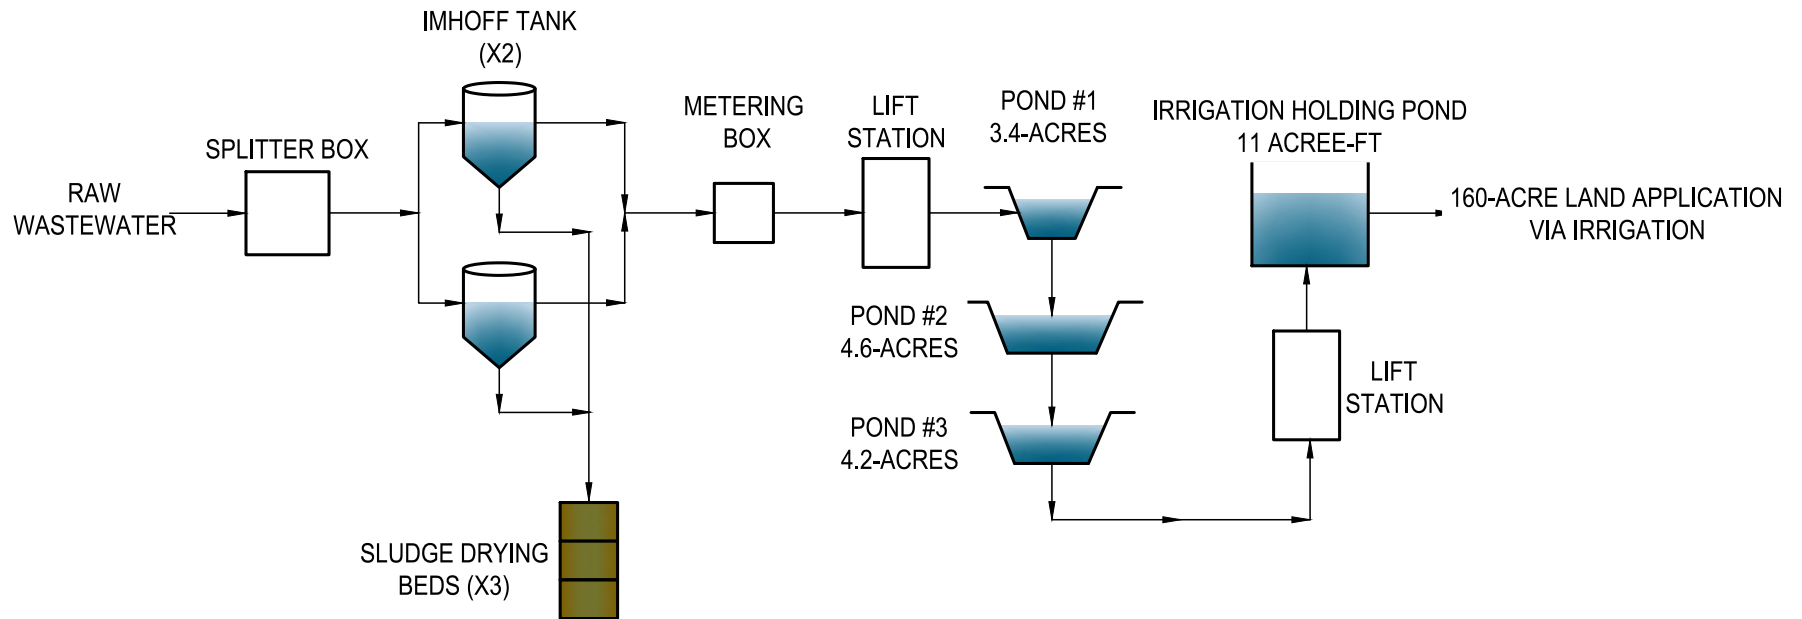 IMHOFF TANK
(X2)
SPLITTER BOX
RAW
WASTEWATER
METERING
BOX
LIFT
STATION
POND #1
3.4-ACRES
IRRIGATION HOLDING POND
11 ACREE-FT
160-ACRE LAND APPLICATION
VIA IRRIGATION
POND #2
4.6-ACRES
POND #3
4.2-ACRES
LIFT
STATION
SLUDGE DRYING
BEDS (X3)